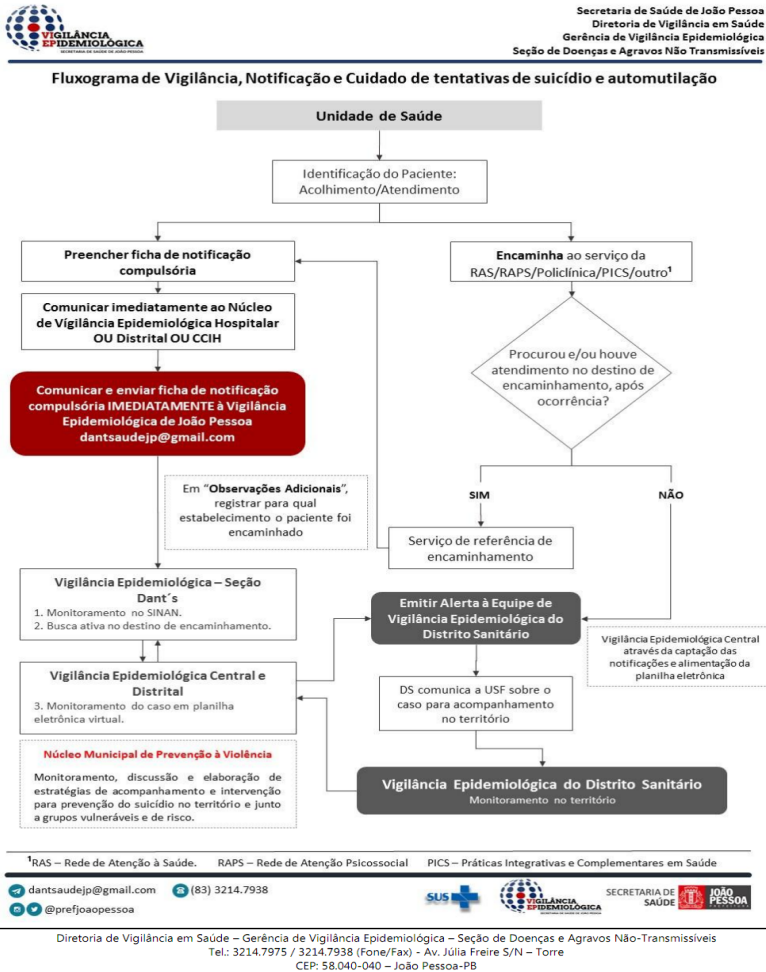 VIGILÂNCIA
EPIDEMIOLÓGICA
SECRETARIA DE SAÚDE DE JOÃO PESSOA
Secretaria de Saúde de João Pessoa
Diretoria de Vigilância em Saúde
Gerência de Vigilância Epidemiológica
Seção de Doenças e Agravos Não Transmissíveis
Fluxograma de Vigilância, Notificação e Cuidado de tentativas de suicídio e automutilação
Unidade de Saúde
Identificação do Paciente:
Acolhimento/Atendimento
Preencher ficha de notificação
compulsória
Encaminha ao serviço da
RAS/RAPS/Policlínica/PICS/outro¹
Comunicar imediatamente ao Núcleo
de Vígilância Epidemiológica Hospitalar
OU Distrital OU CCIH
Procurou e/ou houve
atendimento no destino de
encaminhamento, após
ocorrência?
Comunicar e enviar ficha de notificação
compulsória IMEDIATAMENTE à Vigilância
Epidemiológica de João Pessoa
dantsaudejp@gmail.com
Em “Observações Adicionais”,
registrar para qual
estabelecimento o paciente foi
encaminhado
SIM
NÃO
Serviço de referência de
encaminhamento
Vigilância Epidemiológica – Seção
Dant´s
1. Monitoramento no SINAN.
2. Busca ativa no destino de encaminhamento.
Emitir Alerta à Equipe de
Vigilância Epidemiológica do
Distrito Sanitário
Vigilância Epidemiológica Central
através da captação das
notificações e alimentação da
planilha eletrônica
Vigilância Epidemiológica Central e
Distrital
3. Monitoramento do caso em planilha
eletrônica virtual.
DS comunica a USF sobre o
caso para acompanhamento
no território
Núcleo Municipal de Prevenção à Violência
Monitoramento, discussão e elaboração de
estratégias de acompanhamento e intervenção
para prevenção do suicídio no território e junto
a grupos vulneráveis e de risco.
Vigilância Epidemiológica do Distrito Sanitário
Monitoramento no território
¹RAS – Rede de Atenção à Saúde. RAPS – Rede de Atenção Psicossocial PICS – Práticas Integrativas e Complementares em Saúde
dantsaudejp@gmail.com (83) 3214.7938
@prefjoaopessoa
SUS
VIGILÂNCIA
EPIDEMIOLÓGICA
SECRETARIA DE
SAÚDE
JOÃO
PESSOA
Diretoria de Vigilância em Saúde – Gerência de Vigilância Epidemiológica – Seção de Doenças e Agravos Não-Transmissíveis
Tel.: 3214.7975 / 3214.7938 (Fone/Fax) - Av. Júlia Freire S/N – Torre
CEP: 58.040-040 – João Pessoa-PB